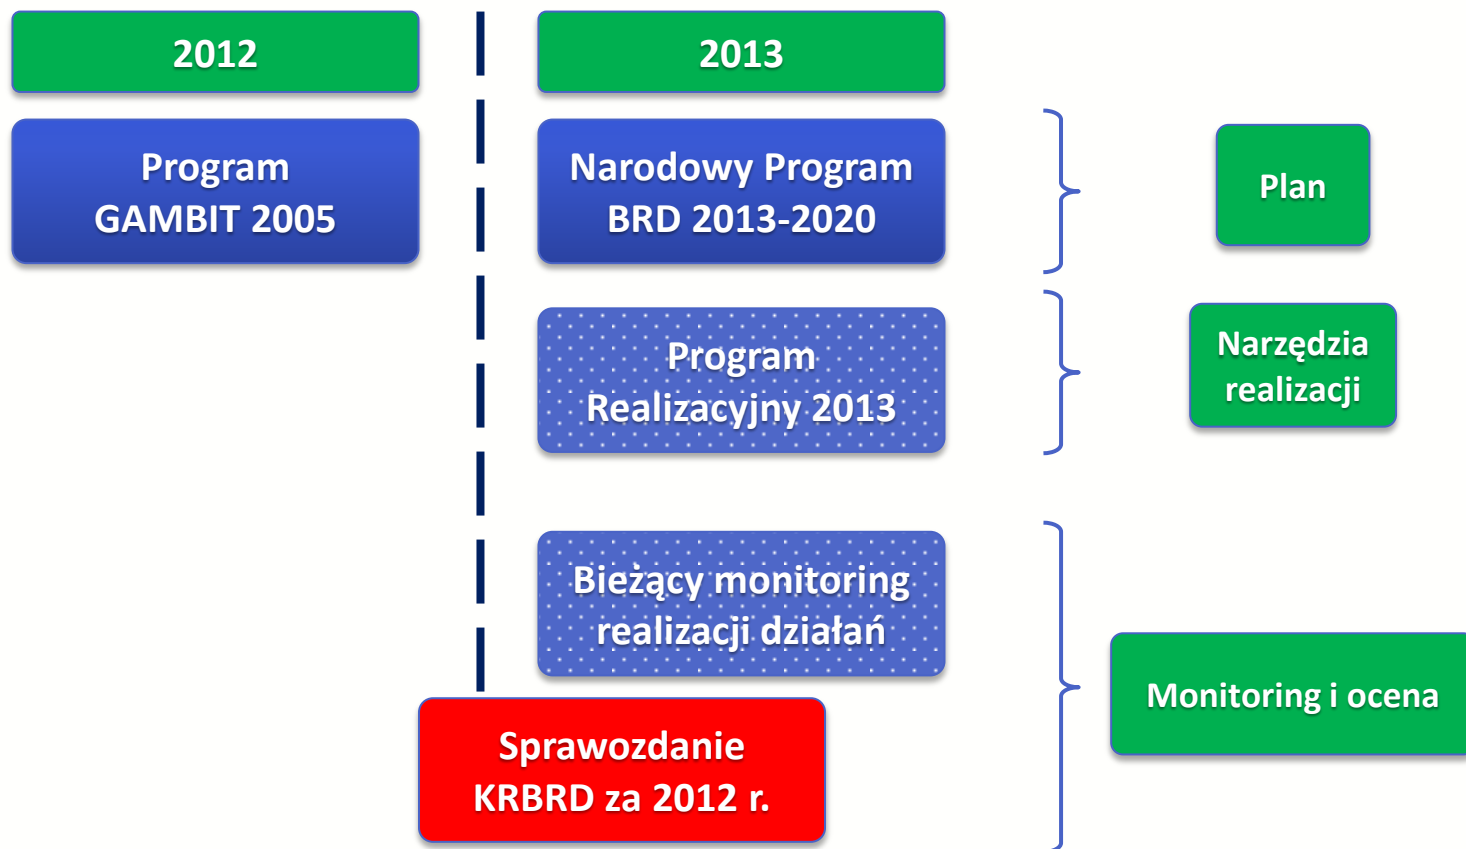 2012
2013
Program
GAMBIT 2005
Narodowy Program
BRD 2013-2020
Plan
Program
Realizacyjny 2013
Narzędzia
realizacji
Bieżący monitoring
realizacji działań
Monitoring i ocena
Sprawozdanie
KRBRD za 2012 r.